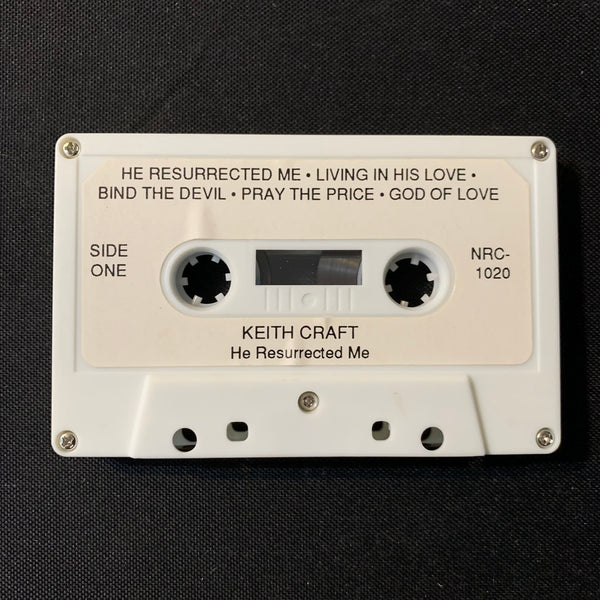 HE RESURRECTED ME • LIVING IN HIS LOVE •
BIND THE DEVIL • PRAY THE PRICE • GOD OF LOVE
SIDE
ONE
NRC-
1020
KEITH CRAFT
He Resurrected Me